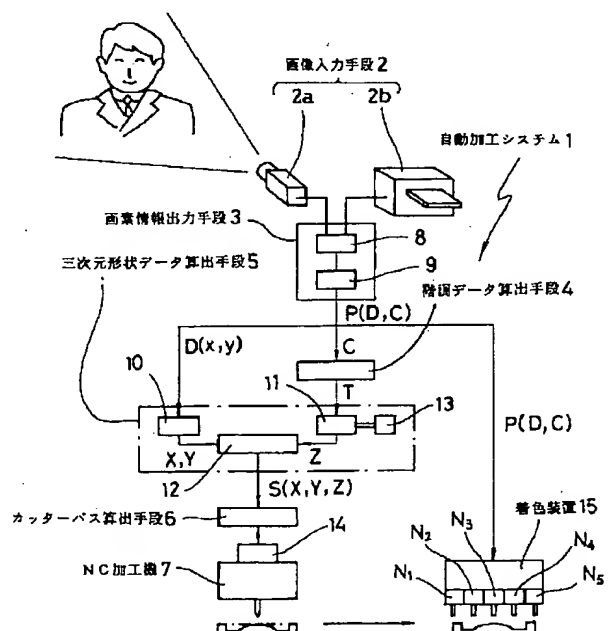 画像入力手段2
2a
2b
自動加工システム1
画素情報出力手段3
8
9
三次元形状データ算出手段5
階調データ算出手段4
P(D,C)
D(x,y)
C
10
T
11
13
P(D,C)
X,Y
12
Z
S(X,Y,Z)
カッターパス算出手段6
14
NC加工機7
着色装置15
N1
N2
N3
N4
N5